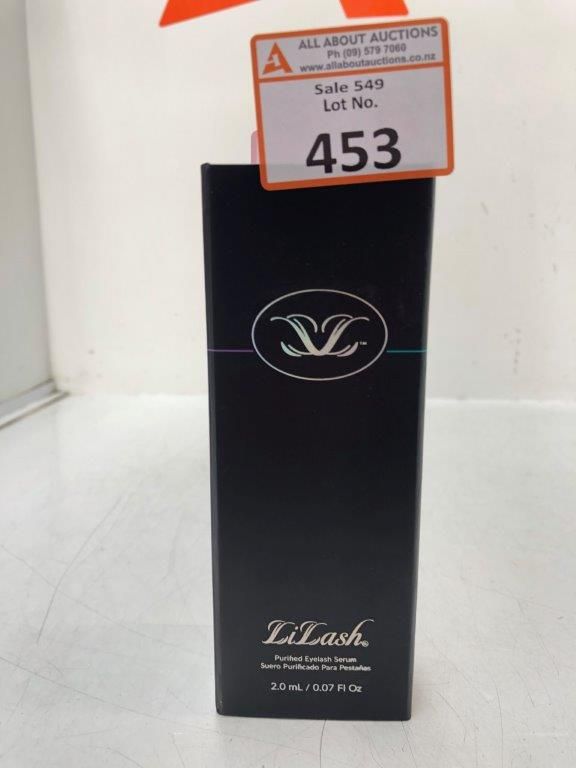 ALL ABOUT AUCTIONS
Ph (09) 579 7060
www.allaboutauctions.co.nz
Sale 549
Lot No.
453
TM
LiLash®
Purified Eyelash Serum
Suero Purificado Para Pestañas
2.0 mL / 0.07 Fl Oz